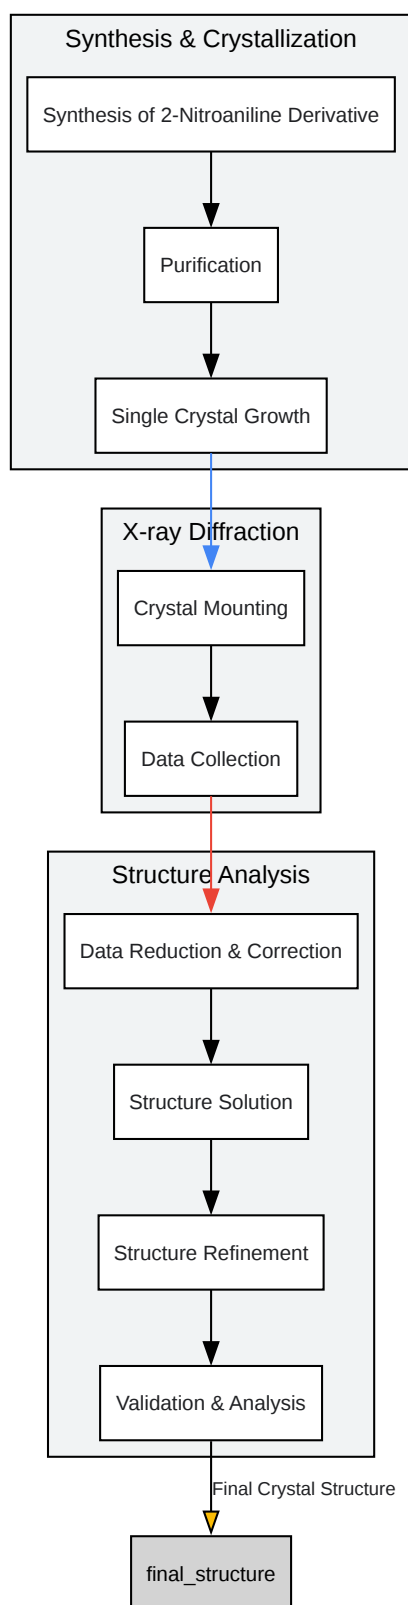 Synthesis & Crystallization
Synthesis of 2-Nitroaniline Derivative
Purification
Single Crystal Growth
X-ray Diffraction
Crystal Mounting
Data Collection
Structure Analysis
Data Reduction & Correction
Structure Solution
Structure Refinement
Validation & Analysis
Final Crystal Structure
final_structure